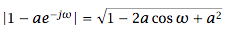 |1 − ae^{−jω}| = √(1 − 2a cos ω + a²)